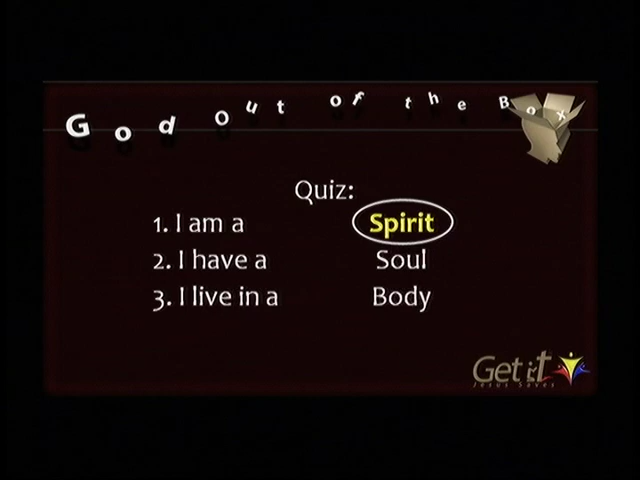 God Out of the Box
Quiz:
1. I am a Spirit
2. I have a Soul
3. I live in a Body
Get it
Jesus Saves